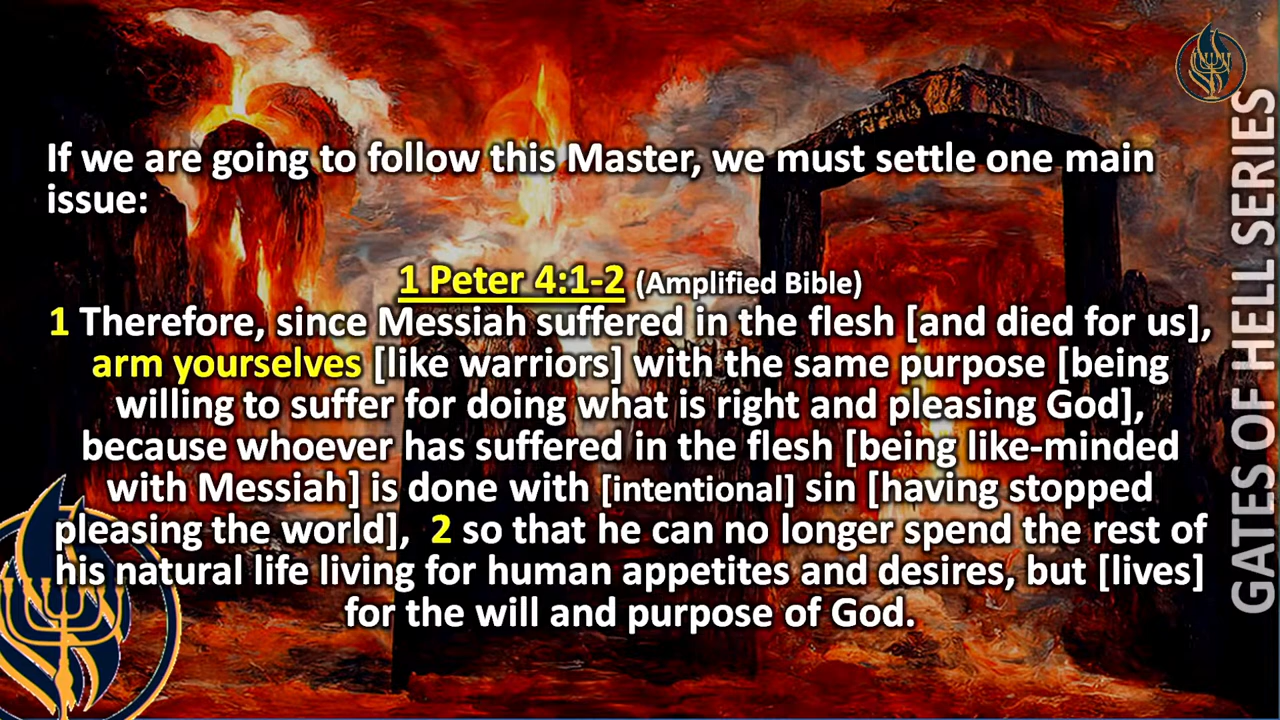 If we are going to follow this Master, we must settle one main
issue:
1 Peter 4:1-2 (Amplified Bible)
1 Therefore, since Messiah suffered in the flesh [and died for us],
arm yourselves [like warriors] with the same purpose [being
willing to suffer for doing what is right and pleasing God],
because whoever has suffered in the flesh [being like-minded
with Messiah] is done with [intentional] sin [having stopped
pleasing the world], 2 so that he can no longer spend the rest of
his natural life living for human appetites and desires, but [lives]
for the will and purpose of God.
GATES OF HELL SERIES